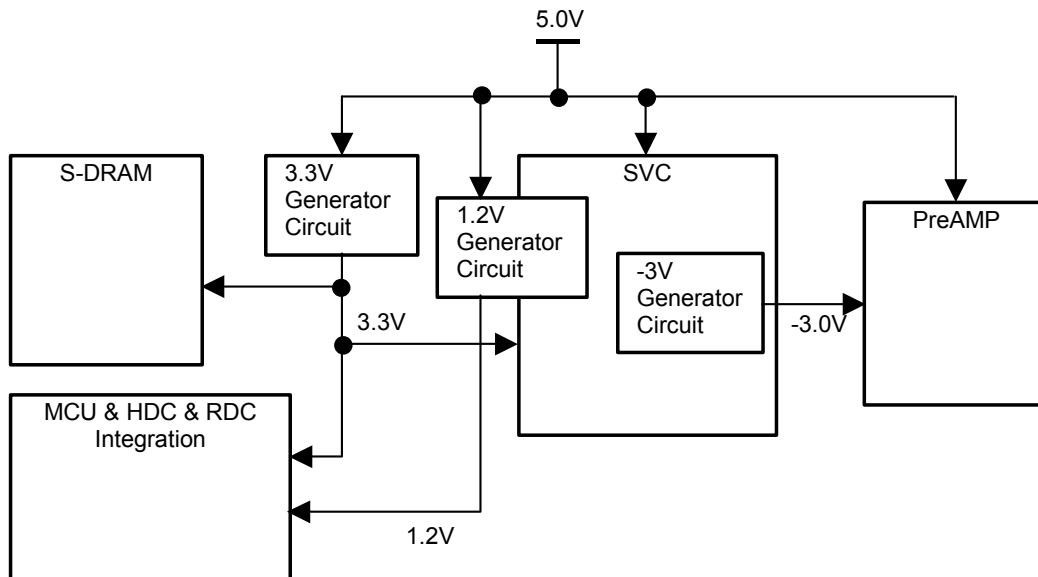 5.0V
S-DRAM
3.3V
Generator
Circuit
SVC
1.2V
Generator
Circuit
PreAMP
-3V
Generator
Circuit
3.3V
-3.0V
MCU & HDC & RDC
Integration
1.2V